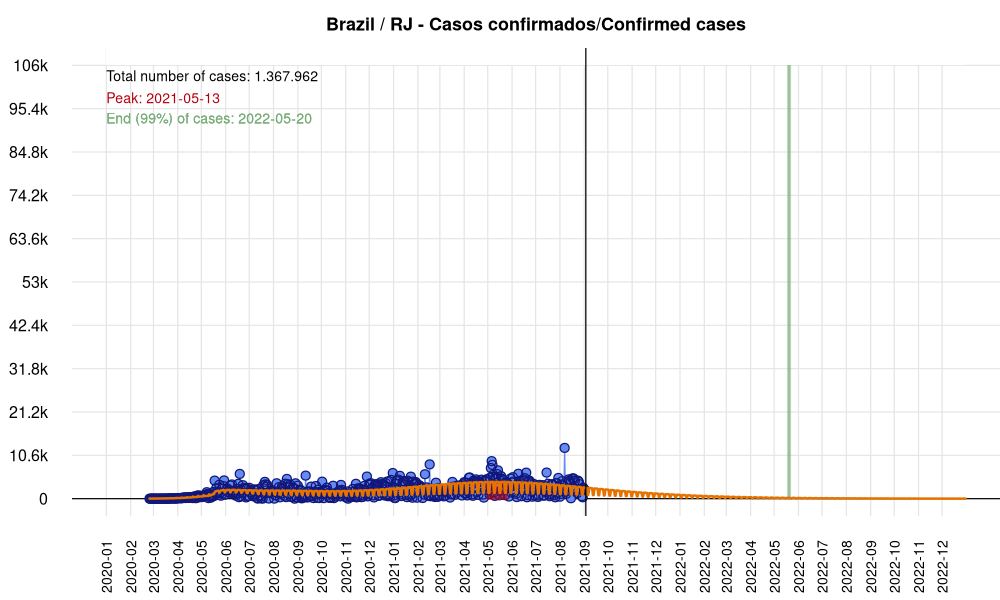 Brazil / RJ - Casos confirmados/Confirmed cases
106k
Total number of cases: 1.367.962
Peak: 2021-05-13
95.4k
End (99%) of cases: 2022-05-20
84.8k
74.2k
63.6k
53k
42.4k
31.8k
21.2k
10.6k
0
2020-01
2020-02
2020-03
2020-04
2020-05
2020-06
2020-07
2020-08
2020-09
2020-10
2020-11
2020-12
2021-01
2021-02
2021-03
2021-04
2021-05
2021-06
2021-07
2021-08
2021-09
2021-10
2021-11
2021-12
2022-01
2022-02
2022-03
2022-04
2022-05
2022-06
2022-07
2022-08
2022-09
2022-10
2022-11
2022-12